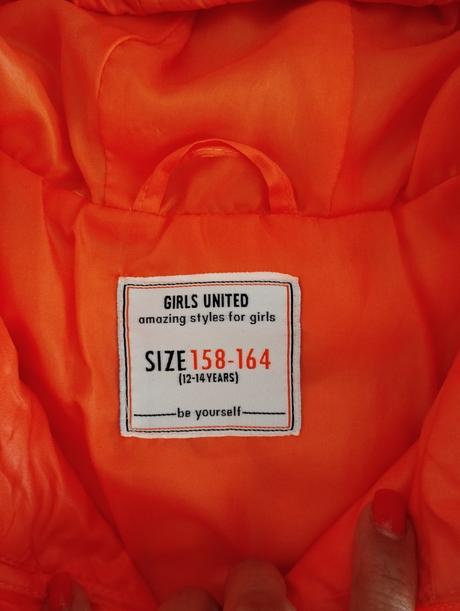 GIRLS UNITED
amazing styles for girls
SIZE 158-164
(12-14 YEARS)
be yourself